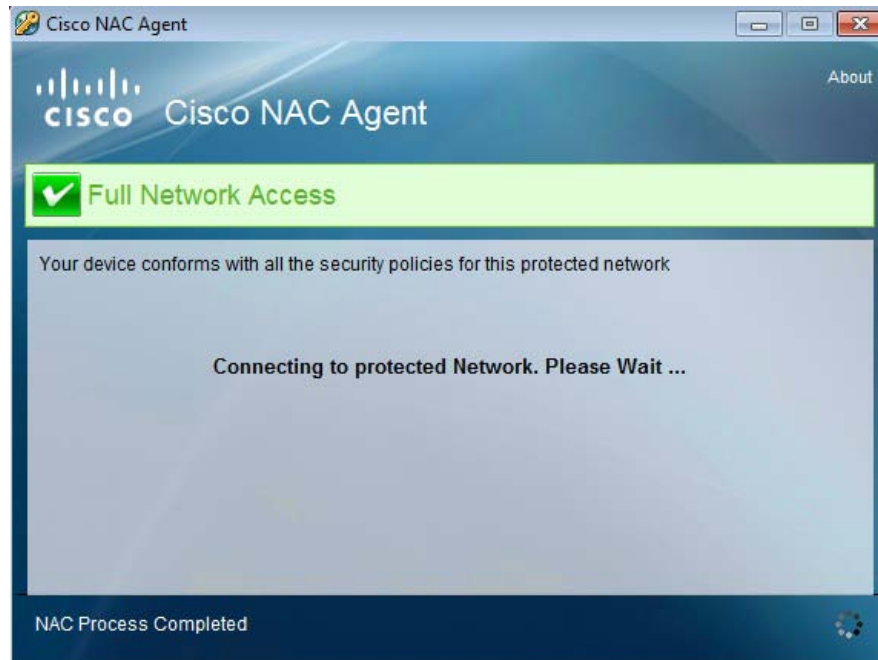 Cisco NAC Agent
About
CISCO Cisco NAC Agent
Full Network Access
Your device conforms with all the security policies for this protected network
Connecting to protected Network. Please Wait ...
NAC Process Completed